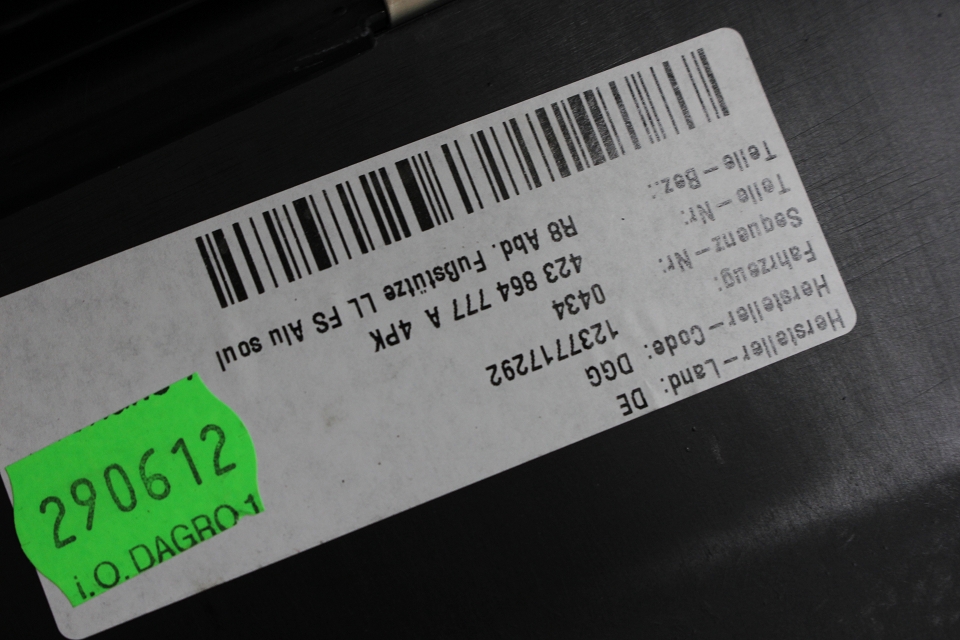 Hersteller-Land: DE
Hersteller-Code: DGG
Fahrzeug: 1237717292
Sequenz-Nr: 0434
Teile-Nr: 423 864 777 A 4PK
Teile-Bez.: R8 Abd. Fußstütze LL FS Alu soul
290612
i.O. DAGRO 1